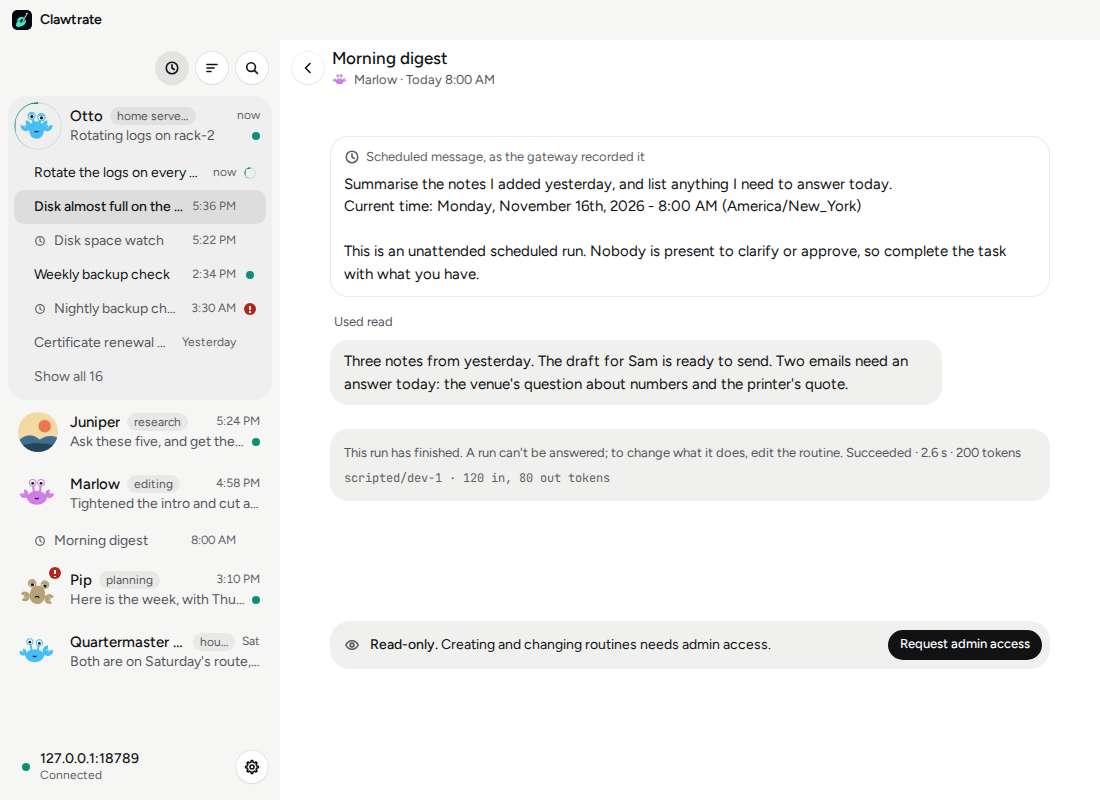 Clawtrate
Otto
home serve...
now
Rotating logs on rack-2
Rotate the logs on every ...
now
Disk almost full on the ...
5:36 PM
Disk space watch
5:22 PM
Weekly backup check
2:34 PM
Nightly backup ch...
3:30 AM
Certificate renewal ...
Yesterday
Show all 16
Juniper
research
5:24 PM
Ask these five, and get the...
Marlow
editing
4:58 PM
Tightened the intro and cut a...
Morning digest
8:00 AM
Pip
planning
3:10 PM
Here is the week, with Thu...
Quartermaster ...
hou...
Sat
Both are on Saturday's route,...
127.0.0.1:18789
Connected
Morning digest
Marlow · Today 8:00 AM
Scheduled message, as the gateway recorded it
Summarise the notes I added yesterday, and list anything I need to answer today.
Current time: Monday, November 16th, 2026 - 8:00 AM (America/New_York)
This is an unattended scheduled run. Nobody is present to clarify or approve, so complete the task
with what you have.
Used read
Three notes from yesterday. The draft for Sam is ready to send. Two emails need an
answer today: the venue's question about numbers and the printer's quote.
This run has finished. A run can't be answered; to change what it does, edit the routine. Succeeded · 2.6 s · 200 tokens
scripted/dev-1 · 120 in, 80 out tokens
Read-only. Creating and changing routines needs admin access.
Request admin access